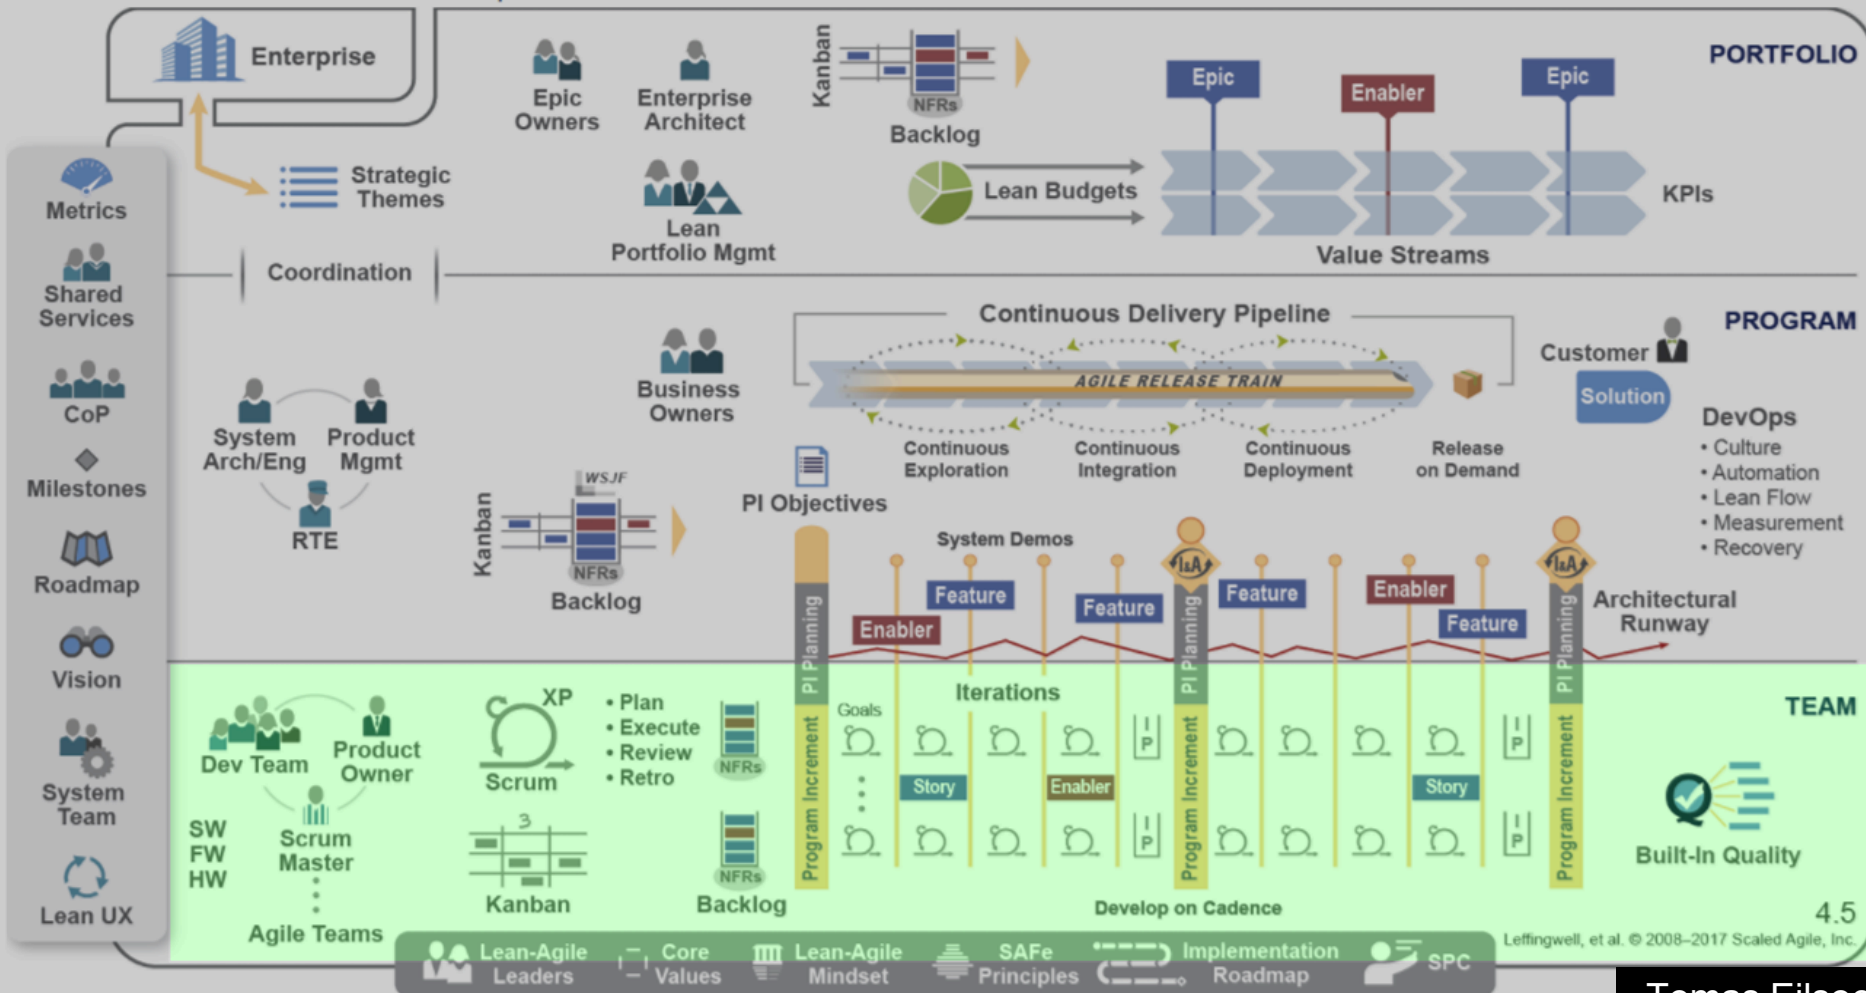 Enterprise
Epic
Owners
Enterprise
Architect
Kanban
NFRs
Backlog
Epic
Enabler
Epic
PORTFOLIO
Strategic
Themes
Lean
Portfolio Mgmt
Lean Budgets
KPIs
Value Streams
Metrics
Shared
Services
CoP
Milestones
Roadmap
Vision
System
Team
Lean UX
Coordination
PROGRAM
Business
Owners
Continuous Delivery Pipeline
AGILE RELEASE TRAIN
Customer
Solution
Continuous
Exploration
Continuous
Integration
Continuous
Deployment
Release
on Demand
DevOps
• Culture
• Automation
• Lean Flow
• Measurement
• Recovery
System
Arch/Eng
Product
Mgmt
RTE
Kanban
WSJF
NFRs
Backlog
PI Objectives
System Demos
I&A
I&A
Enabler
Feature
Feature
Feature
Enabler
Feature
PI Planning
PI Planning
PI Planning
Architectural
Runway
TEAM
Dev Team
Product
Owner
Scrum
Master
SW
FW
HW
Agile Teams
XP
Scrum
• Plan
• Execute
• Review
• Retro
3
Kanban
NFRs
NFRs
Backlog
Iterations
Goals
Program Increment
Program Increment
Program Increment
Story
Enabler
Story
I
P
I
P
I
P
I
P
Develop on Cadence
Built-In Quality
4.5
Leffingwell, et al. © 2008–2017 Scaled Agile, Inc.
Lean-Agile
Leaders
Core
Values
Lean-Agile
Mindset
SAFe
Principles
Implementation
Roadmap
SPC